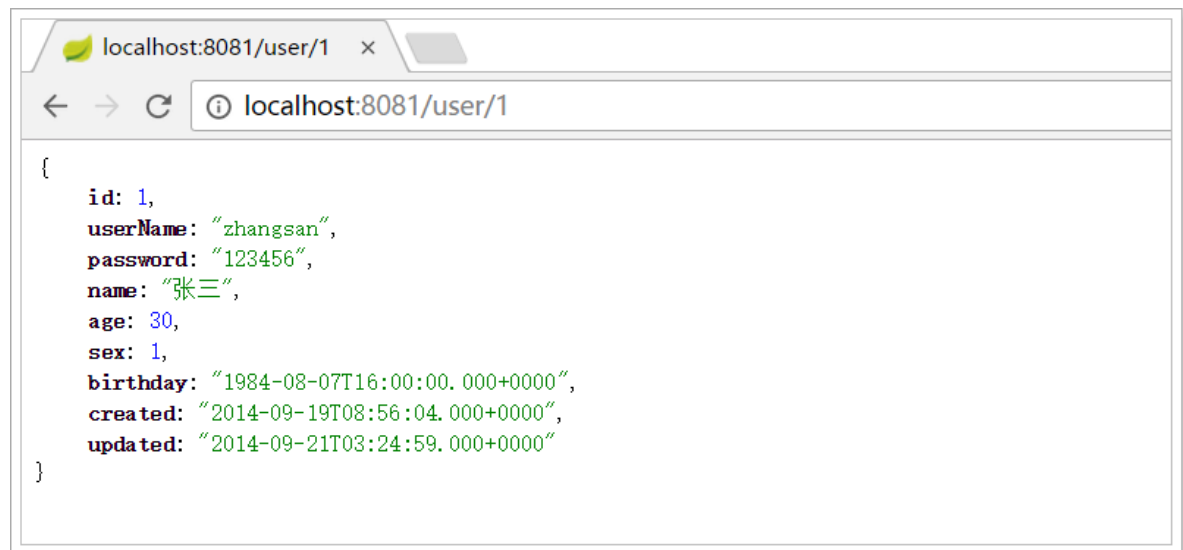 localhost:8081/user/1
localhost:8081/user/1
{
id: 1,
userName: "zhangsan",
password: "123456",
name: "张三",
age: 30,
sex: 1,
birthday: "1984-08-07T16:00:00.000+0000",
created: "2014-09-19T08:56:04.000+0000",
updated: "2014-09-21T03:24:59.000+0000"
}